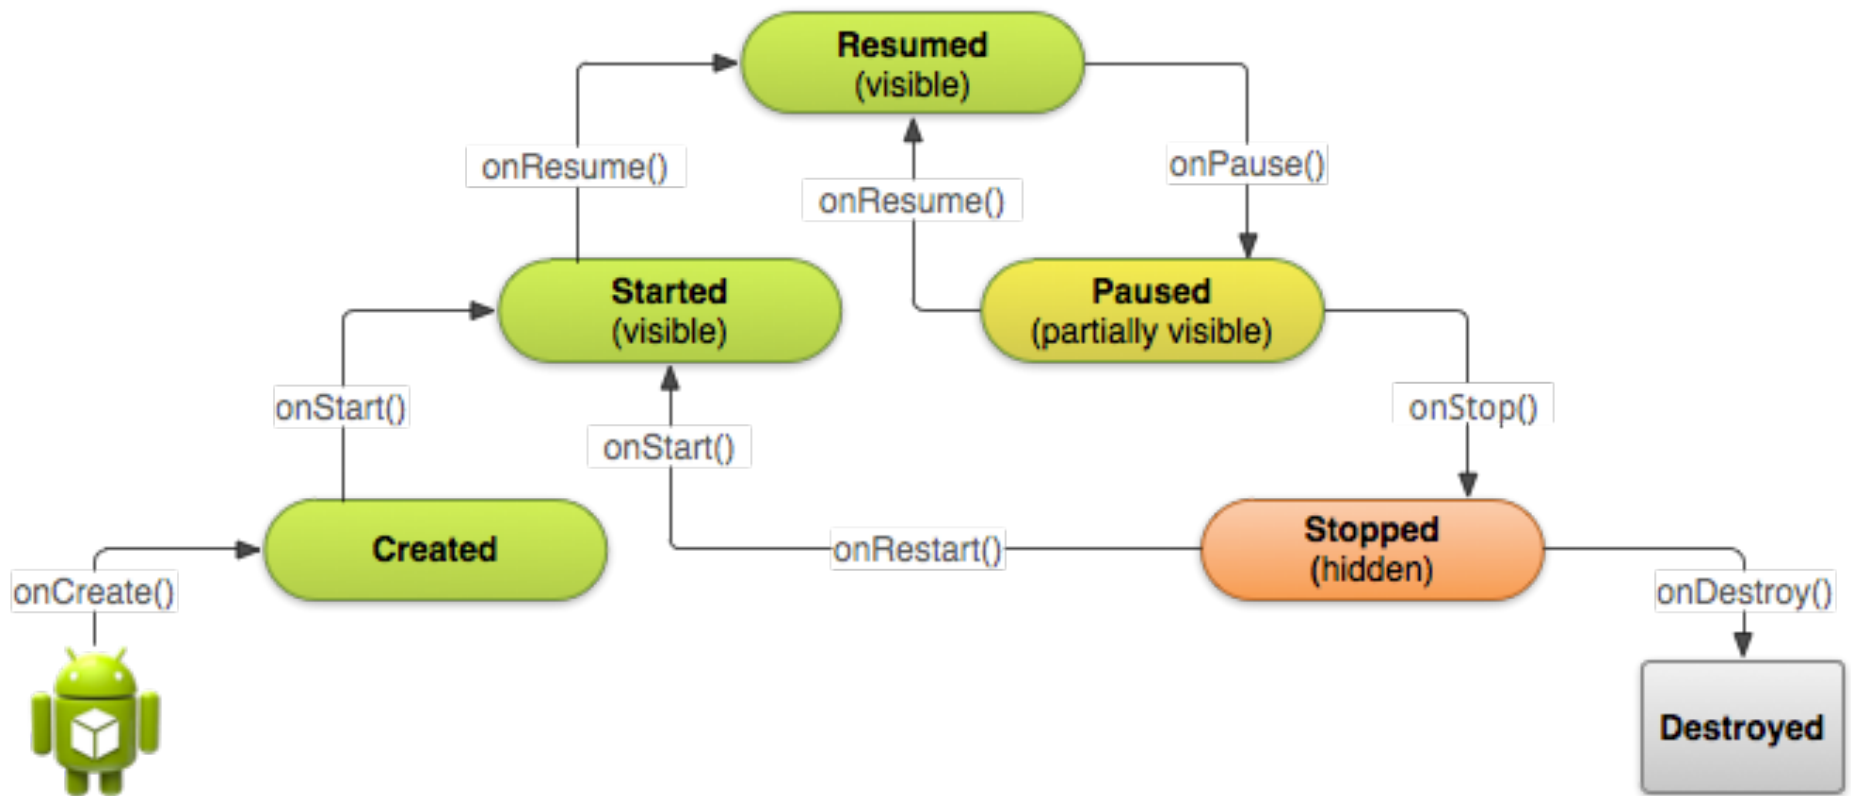 Resumed
(visible)
onResume()
onPause()
onResume()
Started
(visible)
Paused
(partially visible)
onStart()
onStop()
onStart()
Created
onRestart()
Stopped
(hidden)
onCreate()
onDestroy()
Destroyed